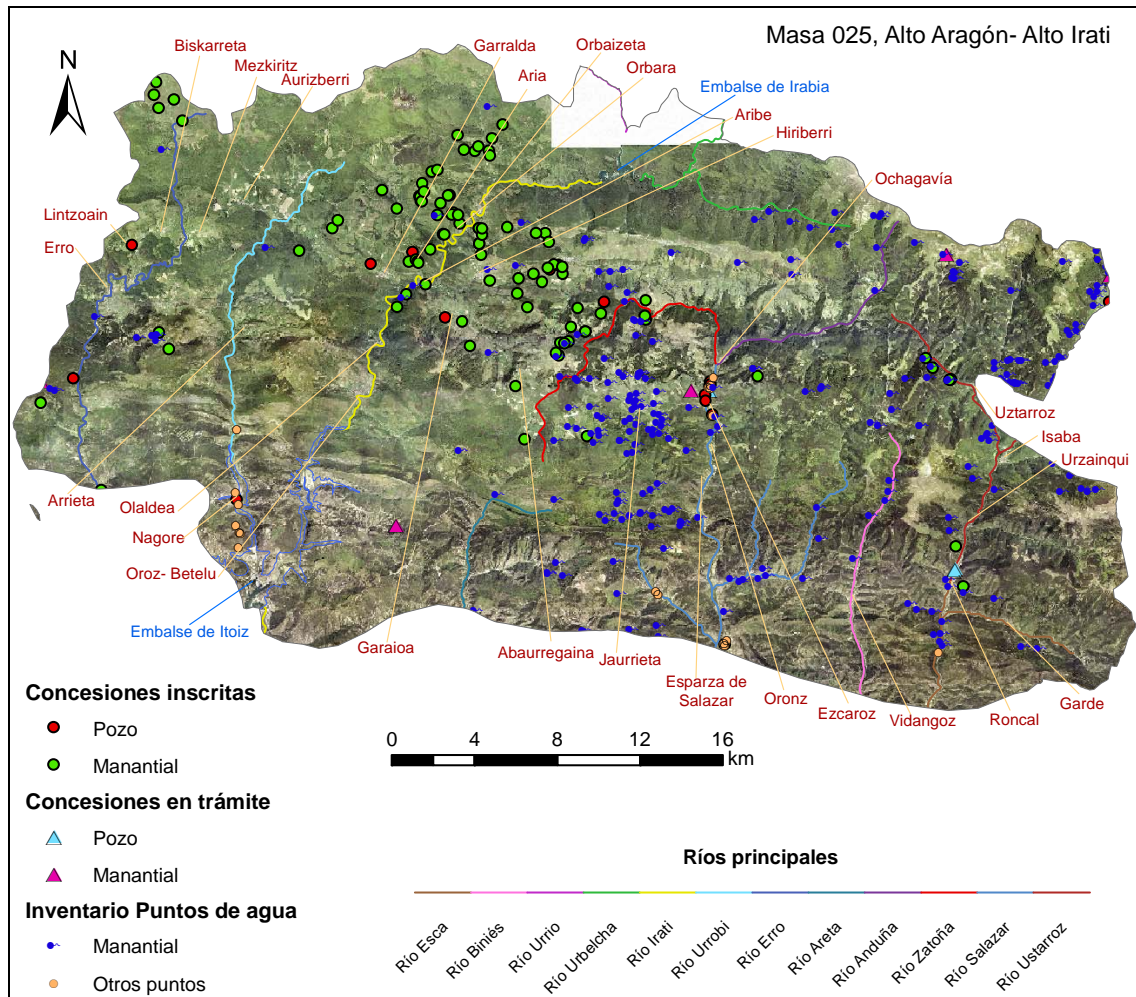 Masa 025, Alto Aragón- Alto Irati
N
Biskarreta
Mezkiritz
Aurizberri
Garralda
Aria
Orbaizeta
Orbara
Embalse de Irabia
Aribe
Hiriberri
Ochagavía
Lintzoain
Erro
Arrieta
Olaldea
Nagore
Oroz- Betelu
Embalse de Itoiz
Garaioa
Abaurregaina
Jaurrieta
Esparza de
Salazar
Oronz
Ezcaroz
Vidangoz
Roncal
Garde
Uztarroz
Isaba
Urzainqui
0 4 8 12 16
km
Concesiones inscritas
Pozo
Manantial
Concesiones en trámite
Pozo
Manantial
Inventario Puntos de agua
Manantial
Otros puntos
Ríos principales
Río Esca
Río Biniés
Río Urrio
Río Urbelcha
Río Irati
Río Urrobi
Río Erro
Río Areta
Río Anduña
Río Zatoña
Río Salazar
Río Ustarroz